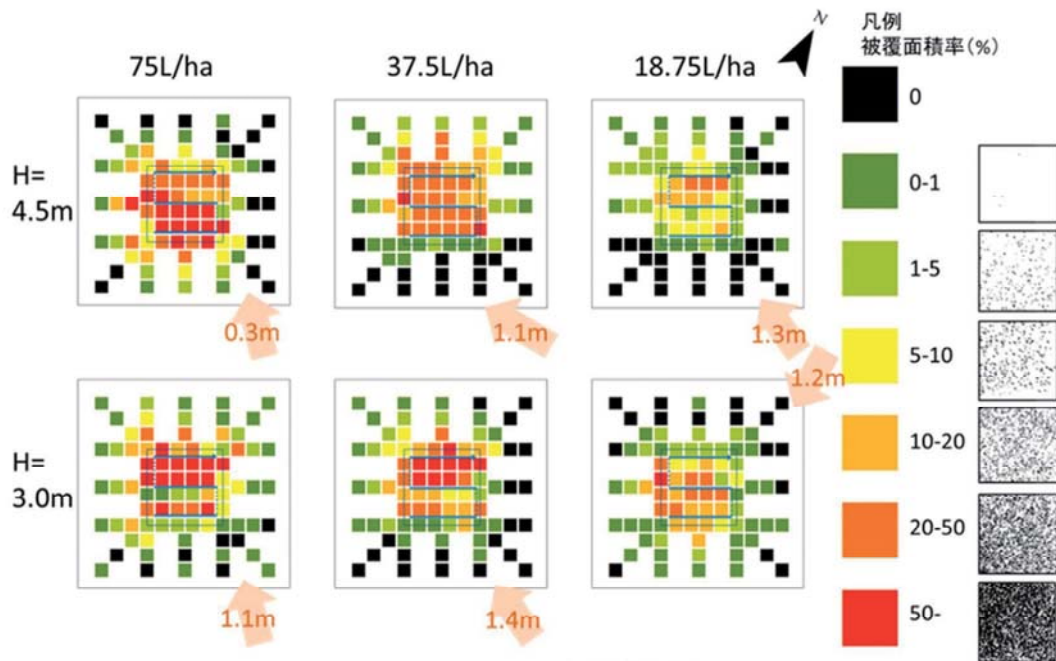 N
75L/ha
37.5L/ha
18.75L/ha
H=
4.5m
0.3m
1.1m
1.3m
H=
3.0m
1.1m
1.4m
1.2m
凡例
被覆面積率(%)
0
0-1
1-5
5-10
10-20
20-50
50-